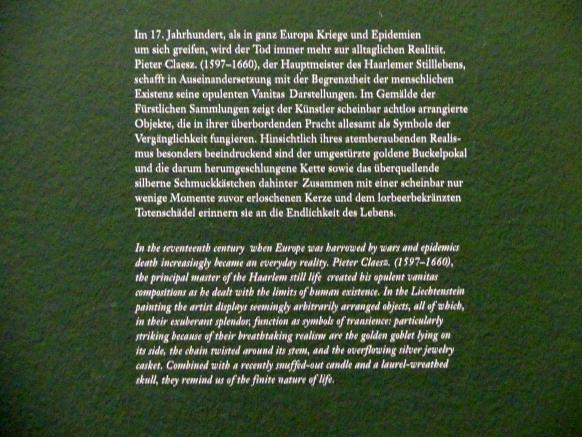 Im 17. Jahrhundert, als in ganz Europa Kriege und Epidemien
um sich greifen, wird der Tod immer mehr zur alltaglichen Realität.
Pieter Claesz. (1597–1660), der Hauptmeister des Haarlemer Stilllebens,
schafft in Auseinandersetzung mit der Begrenztheit der menschlichen
Existenz seine opulenten Vanitas Darstellungen. Im Gemälde der
Fürstlichen Sammlungen zeigt der Künstler scheinbar achtlos arrangierte
Objekte, die in ihrer überbordenden Pracht allesamt als Symbole der
Vergänglichkeit fungieren. Hinsichtlich ihres atemberaubenden Realis-
mus besonders beeindruckend sind der umgestürzte goldene Buckelpokal
und die darum herumgeschlungene Kette sowie das überquellende
silberne Schmuckkästchen dahinter Zusammen mit einer scheinbar nur
wenige Momente zuvor erloschenen Kerze und dem lorbeerbekränzten
Totenschädel erinnern sie an die Endlichkeit des Lebens.
In the seventeenth century when Europe was harrowed by wars and epidemics
death increasingly became an everyday reality. Pieter Claesz. (1597–1660),
the principal master of the Haarlem still life created his opulent vanitas
compositions as he dealt with the limits of human existence. In the Liechtenstein
painting the artist displays seemingly arbitrarily arranged objects, all of which,
in their exuberant splendor, function as symbols of transience: particularly
striking because of their breathtaking realism are the golden goblet lying on
its side, the chain twisted around its stem, and the overflowing silver jewelry
casket. Combined with a recently snuffed-out candle and a laurel-wreathed
skull, they remind us of the finite nature of life.